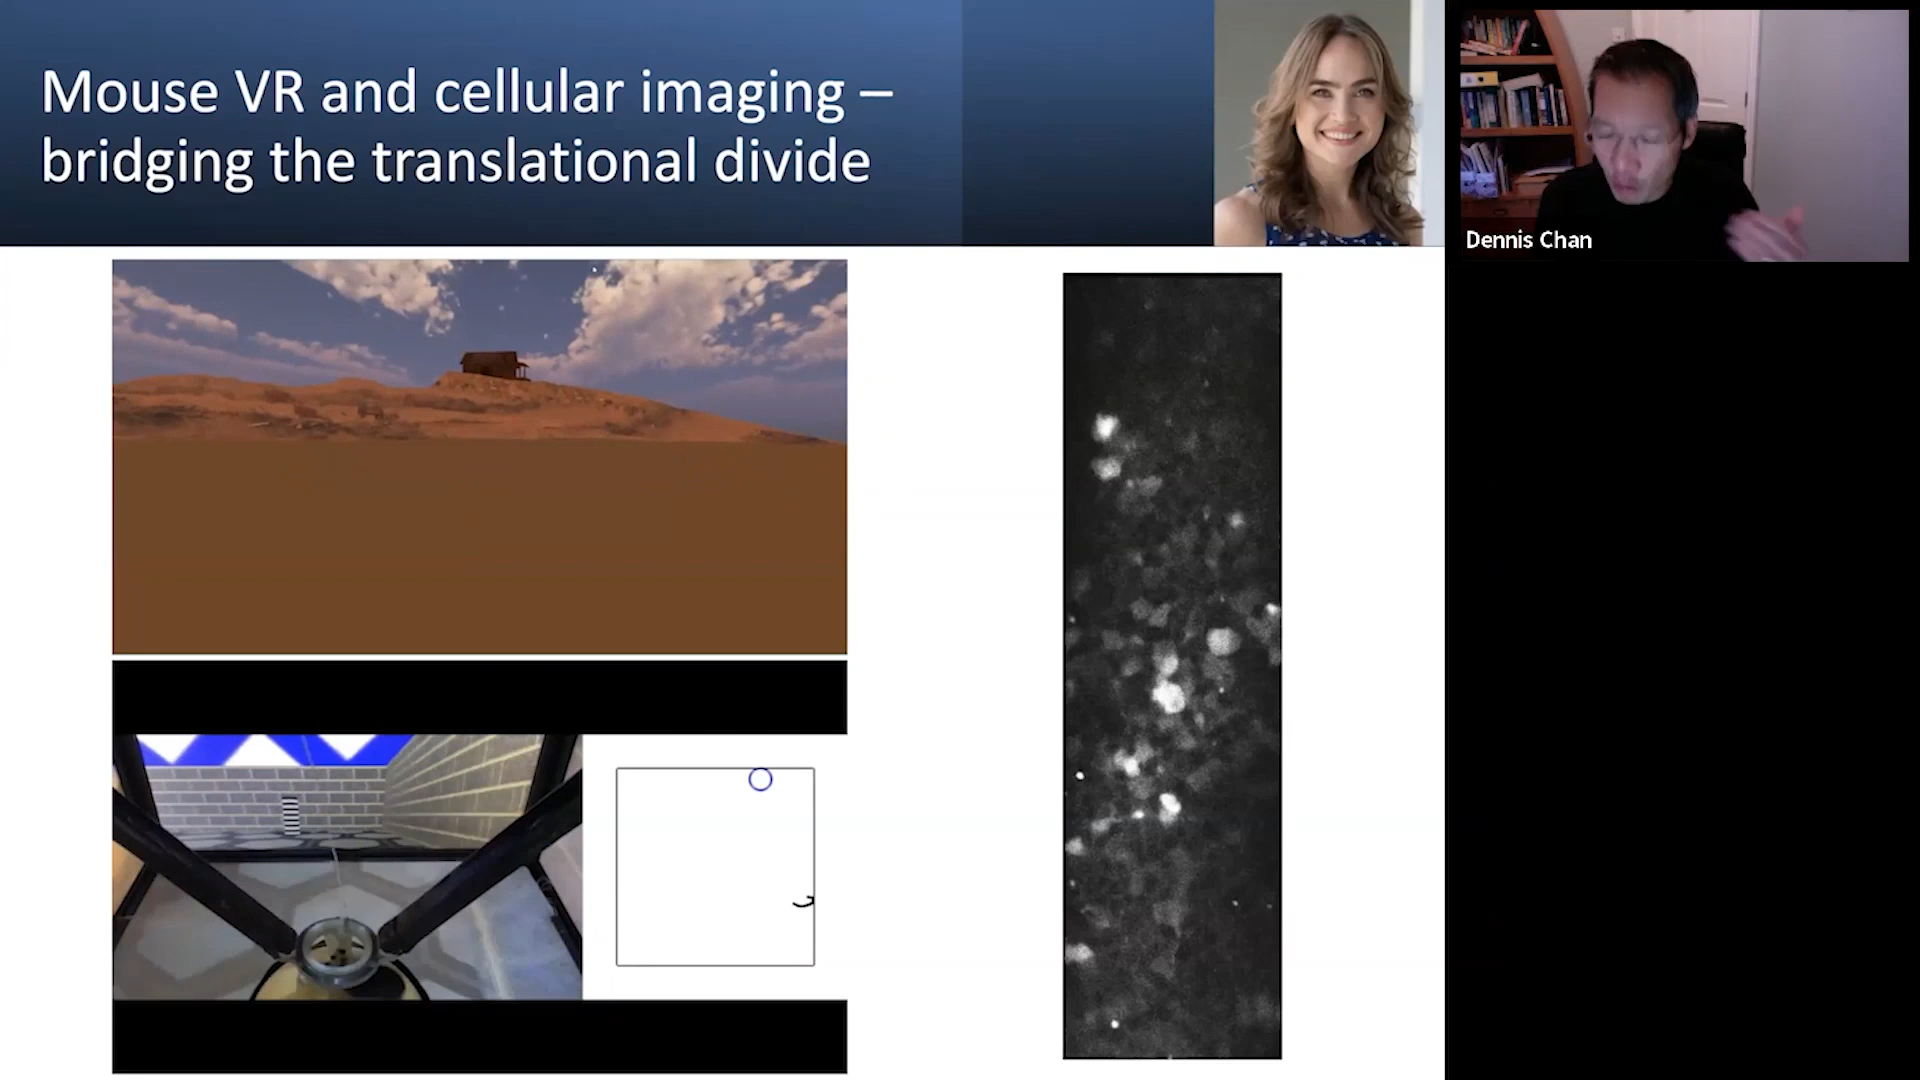 Mouse VR and cellular imaging –
bridging the translational divide
Dennis Chan